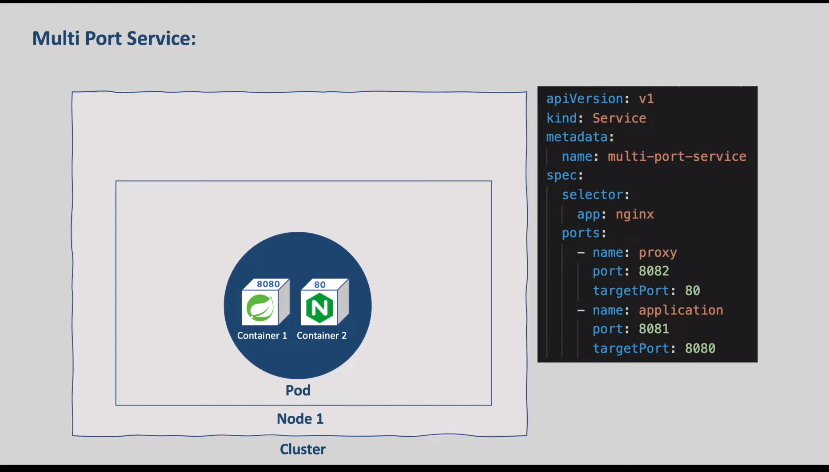 Multi Port Service:
8080
80
N
Container 1
Container 2
Pod
Node 1
Cluster
apiVersion: v1
kind: Service
metadata:
name: multi-port-service
spec:
selector:
app: nginx
ports:
- name: proxy
port: 8082
targetPort: 80
- name: application
port: 8081
targetPort: 8080